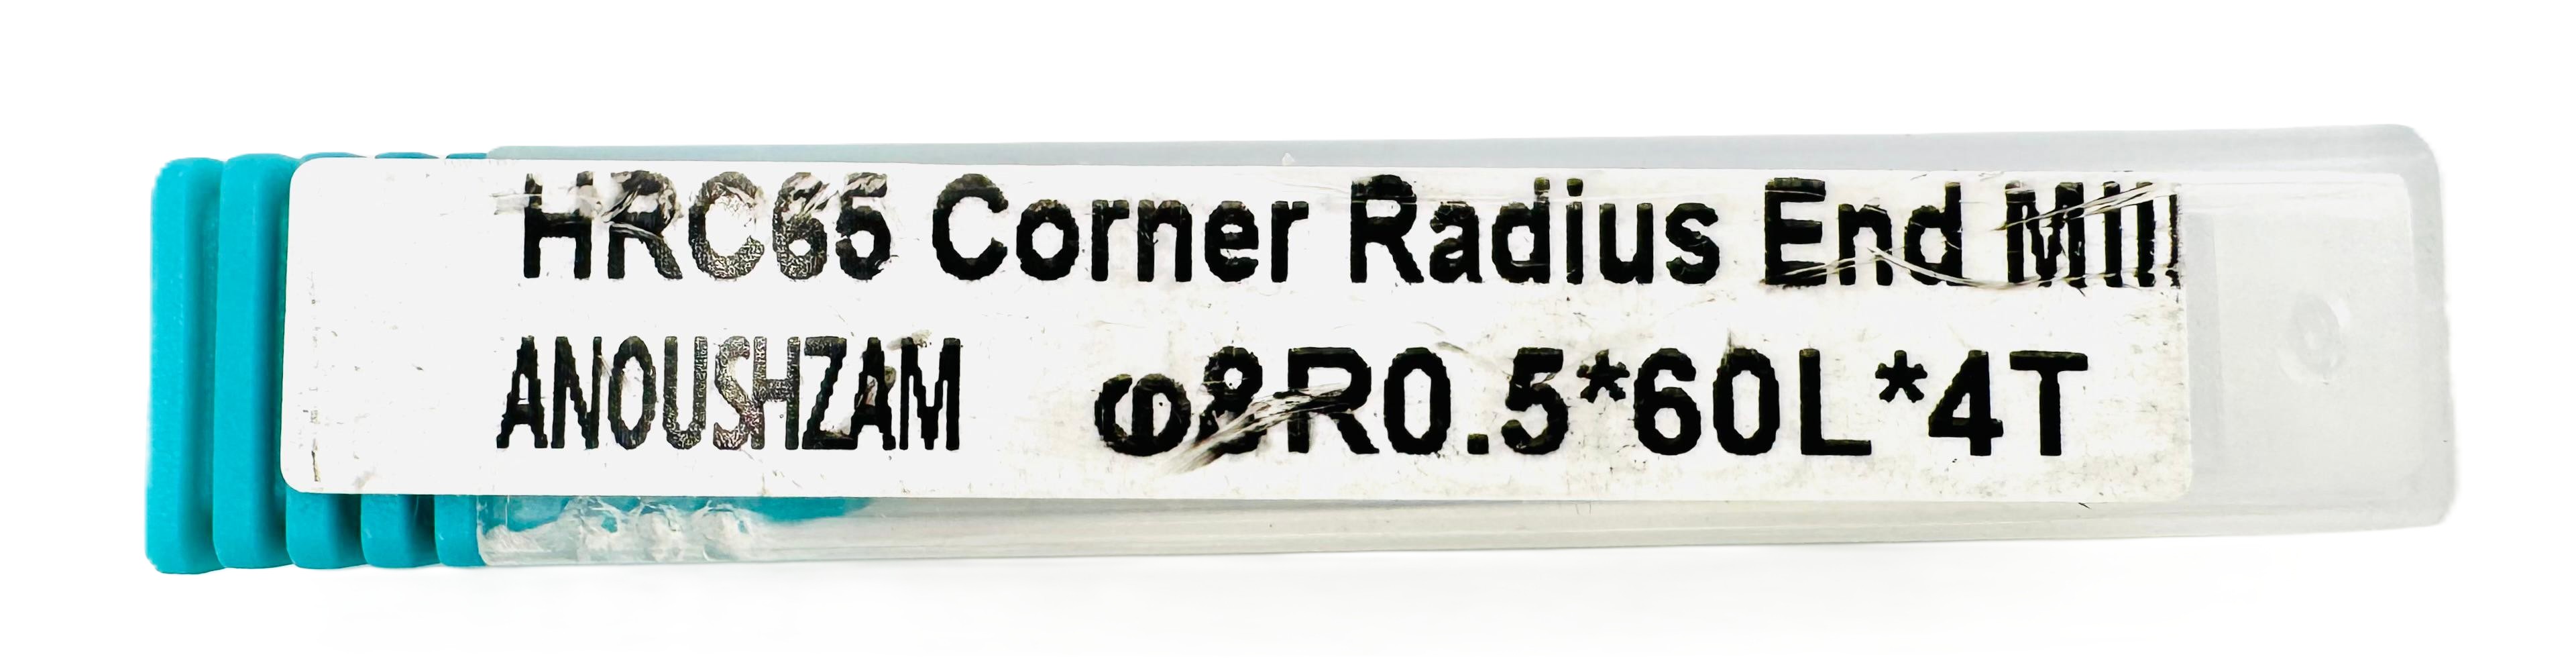 HRC65 Corner Radius End Mill
ANOUSHZAM φ8R0.5*60L*4T